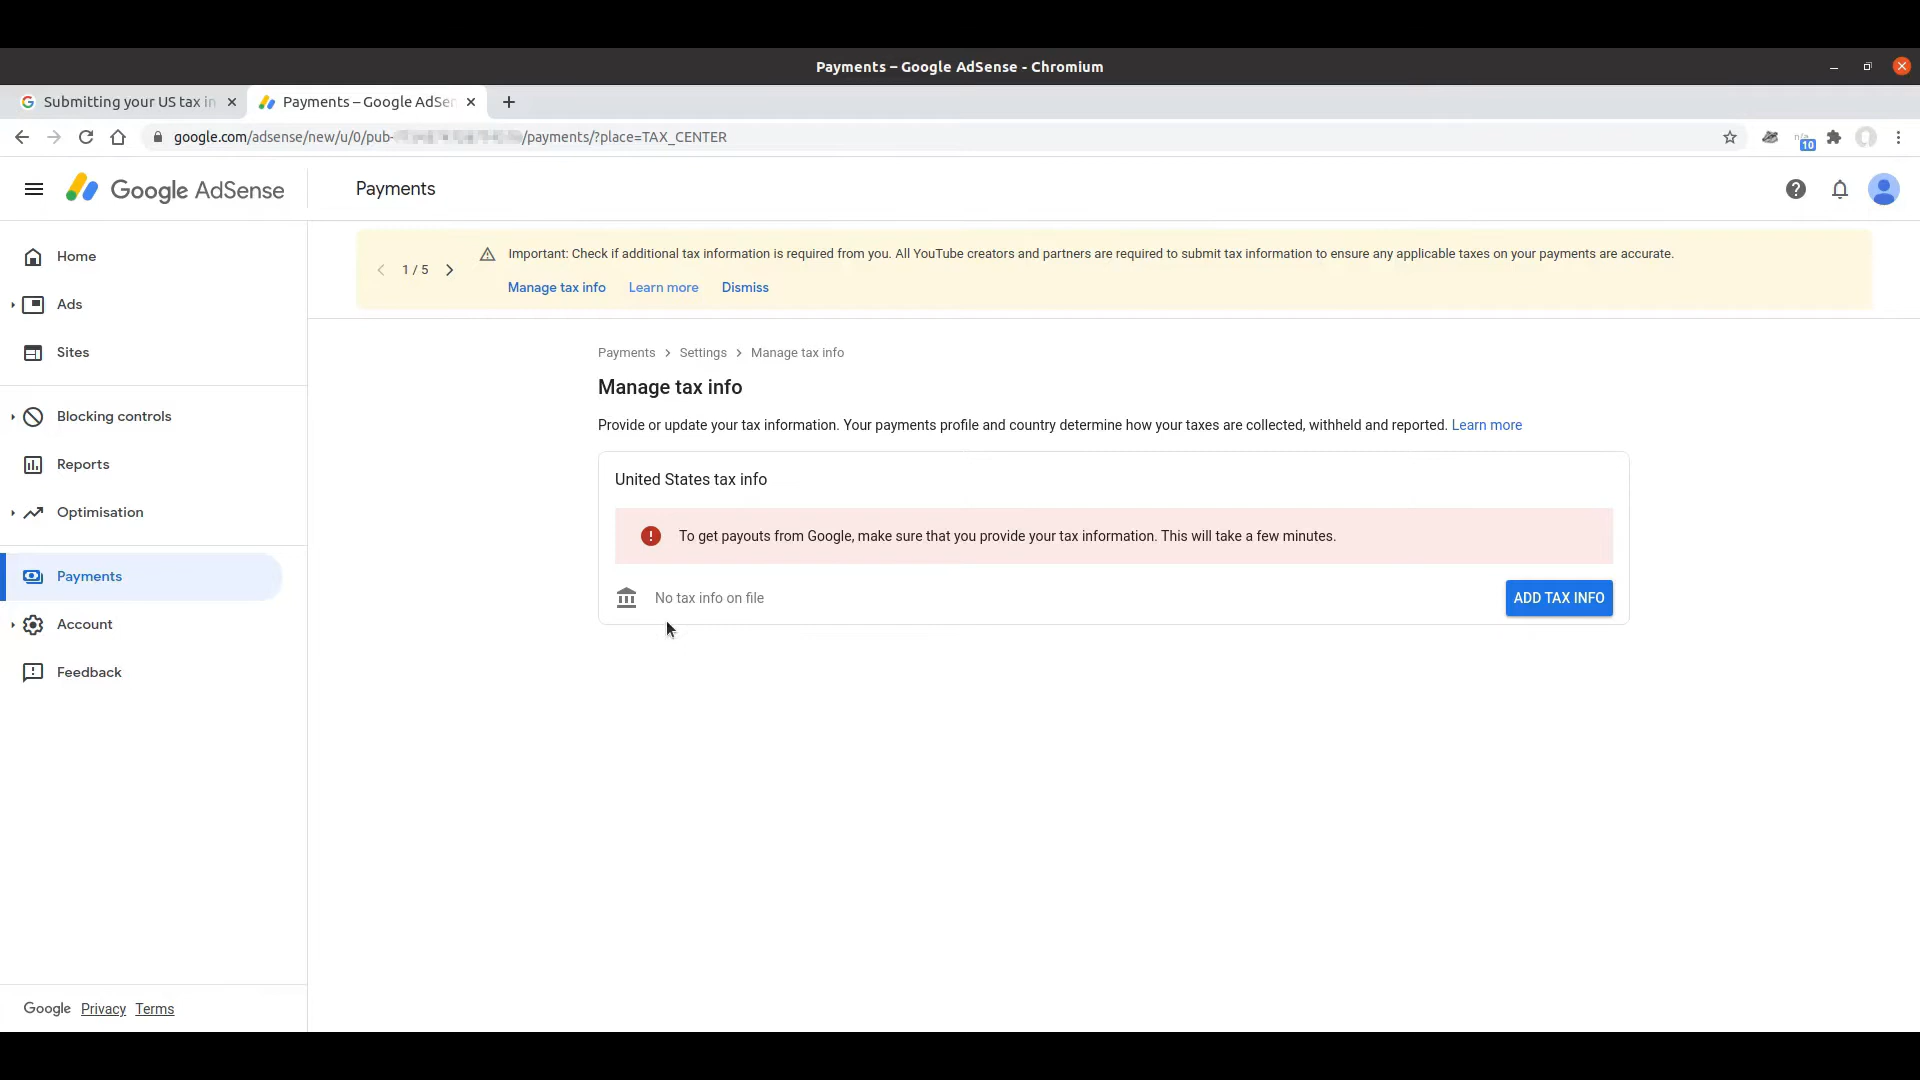 Payments – Google AdSense - Chromium
Submitting your US tax in
Payments – Google AdSen
google.com/adsense/new/u/0/pub-
/payments/?place=TAX_CENTER
10
Google AdSense
Payments
Home
Ads
Sites
Blocking controls
Reports
Optimisation
Payments
Account
Feedback
Google Privacy Terms
1 / 5
Important: Check if additional tax information is required from you. All YouTube creators and partners are required to submit tax information to ensure any applicable taxes on your payments are accurate.
Manage tax info Learn more Dismiss
Payments > Settings > Manage tax info
Manage tax info
Provide or update your tax information. Your payments profile and country determine how your taxes are collected, withheld and reported. Learn more
United States tax info
To get payouts from Google, make sure that you provide your tax information. This will take a few minutes.
No tax info on file
ADD TAX INFO